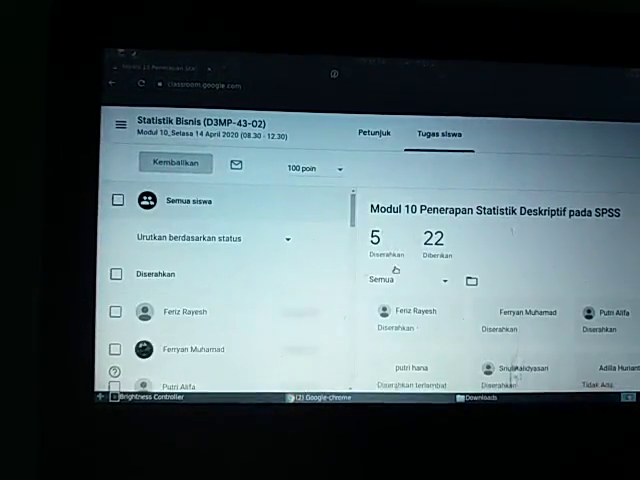 classroom.google.com
Statistik Bisnis (D3MP-43-02)
Modul 10_Selasa 14 April 2020 (08.30 - 12.30)
Petunjuk
Tugas siswa
Kembalikan
100 poin
Semua siswa
Urutkan berdasarkan status
Diserahkan
Feriz Rayesh
Ferryan Muhamad
Putri Alifa
Modul 10 Penerapan Statistik Deskriptif pada SPSS
5
22
Diserahkan
Diberikan
Semua
Feriz Rayesh
Ferryan Muhamad
Putri Alifa
Diserahkan
Diserahkan
Diserahkan
putri hana
Adilla
Diserahkan terlambat
Diserahkan
Tidak Ada
Brightness Controller
(2) Google-chrome
Downloads